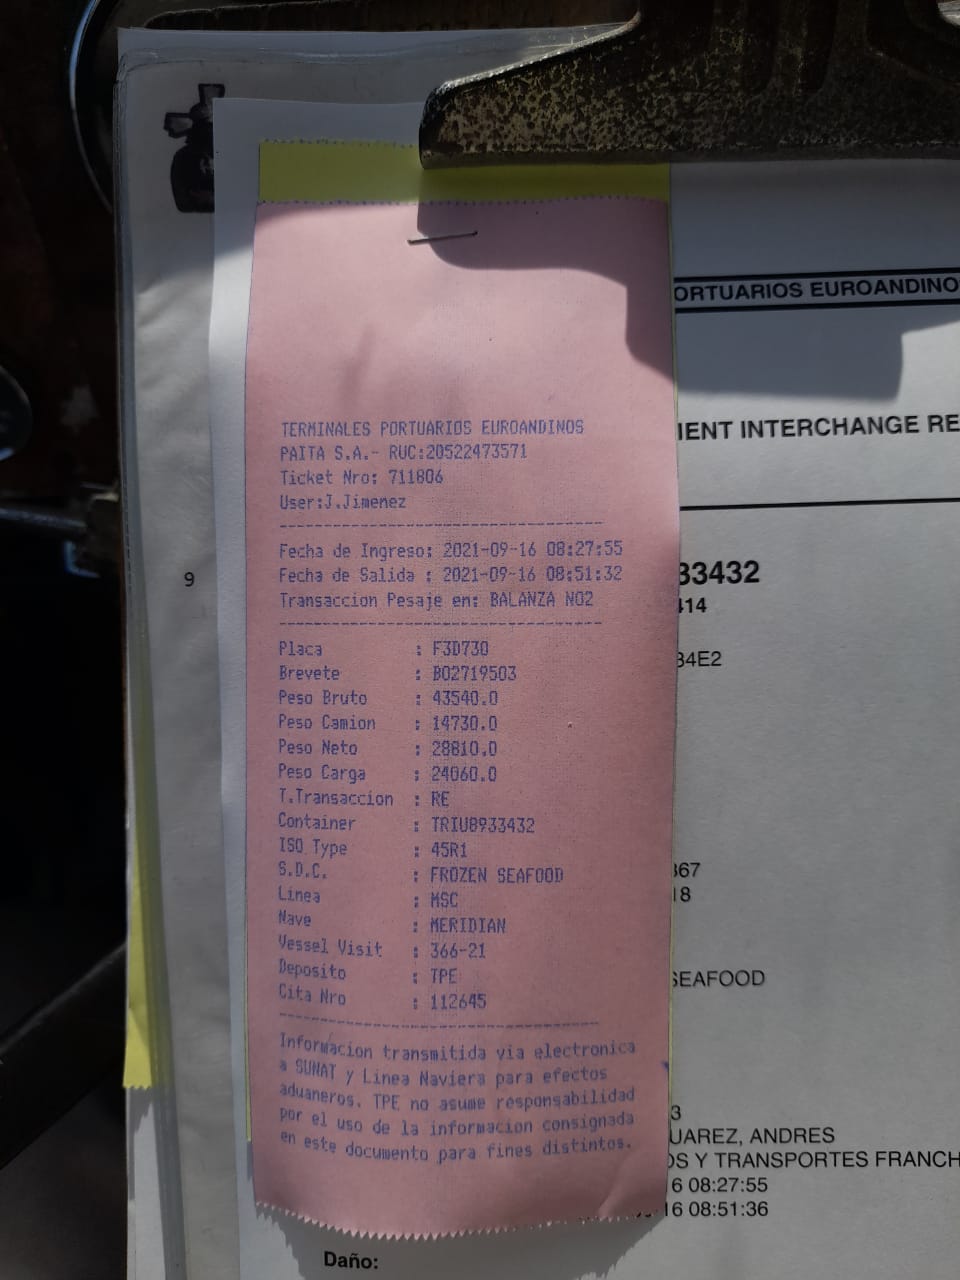 ORTUARIOS EUROANDINO
IENT INTERCHANGE RE
TERMINALES PORTUARIOS EUROANDINOS
PAITA S.A.- RUC:20522473571
Ticket Nro: 711806
User:J.Jimenez
------------------------------------
Fecha de Ingreso: 2021-09-16 08:27:55
Fecha de Salida : 2021-09-16 08:51:32
Transaccion Pesaje en: BALANZA NO2
------------------------------------
Placa : F3D730
Brevete : B02719503
Peso Bruto : 43540.0
Peso Camion : 14730.0
Peso Neto : 28810.0
Peso Carga : 24060.0
T.Transaccion : RE
Container : TRIU8933432
ISO Type : 45R1
S.D.C. : FROZEN SEAFOOD
Linea : MSC
Nave : MERIDIAN
Vessel Visit : 366-21
Deposito : TPE
Cita Nro : 112645
------------------------------------
Informacion transmitida via electronica
a SUNAT y Linea Naviera para efectos
aduaneros. TPE no asume responsabilidad
por el uso de la informacion consignada
en este documento para fines distintos.
9
33432
414
34E2
367
18
SEAFOOD
3
UAREZ, ANDRES
OS Y TRANSPORTES FRANCH
6 08:27:55
16 08:51:36
Daño: